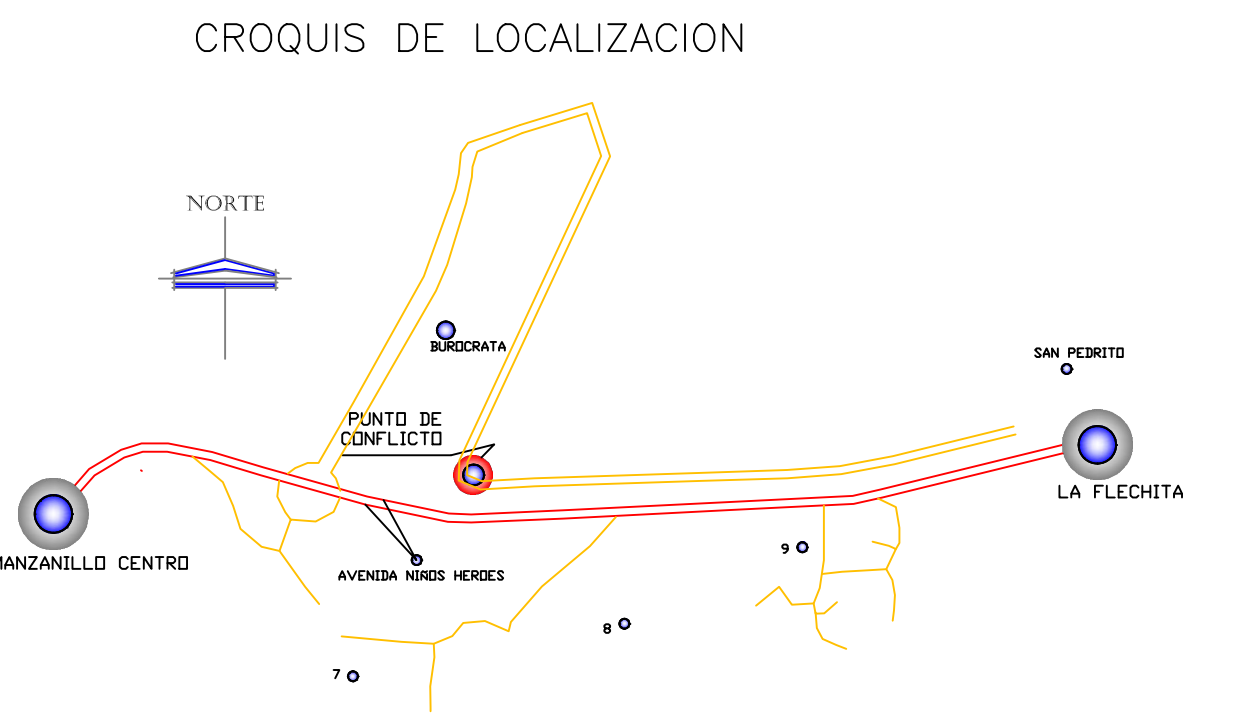 CROQUIS DE LOCALIZACION
NORTE
BUROCRATA
SAN PEDRITO
PUNTO DE
CONFLICTO
LA FLECHITA
MANZANILLO CENTRO
AVENIDA NIÑOS HEROES
9
8
7